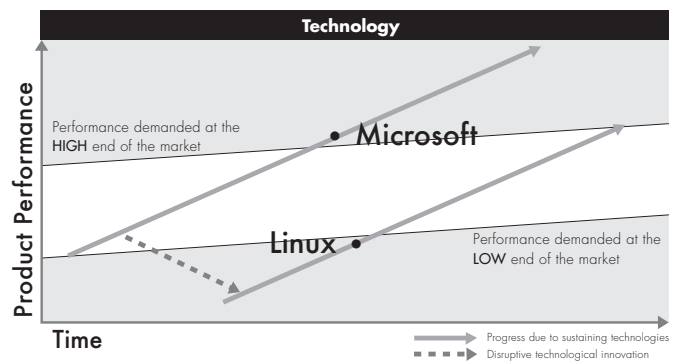 Technology
Product Performance
Performance demanded at the
HIGH end of the market
Microsoft
Linux
Performance demanded at the
LOW end of the market
Time
Progress due to sustaining technologies
Disruptive technological innovation